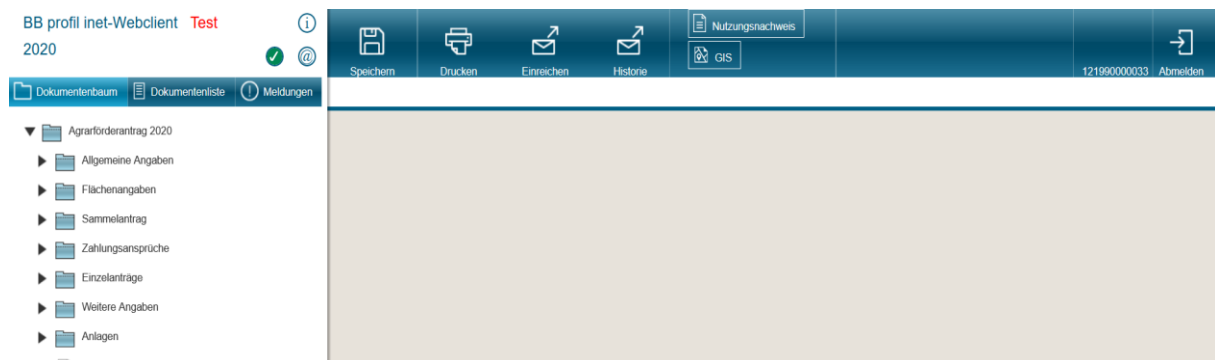 BB profil inet-Webclient Test
2020
Speichern
Drucken
Einreichen
Historie
Nutzungsnachweis
GIS
121990000033
Abmelden
Dokumentenbaum
Dokumentenliste
Meldungen
Agrarförderantrag 2020
Allgemeine Angaben
Flächenangaben
Sammelantrag
Zahlungsansprüche
Einzelanträge
Weitere Angaben
Anlagen